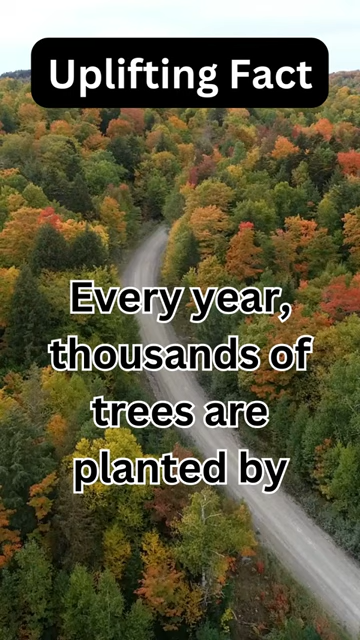 Uplifting Fact
Every year,
thousands of
trees are
planted by